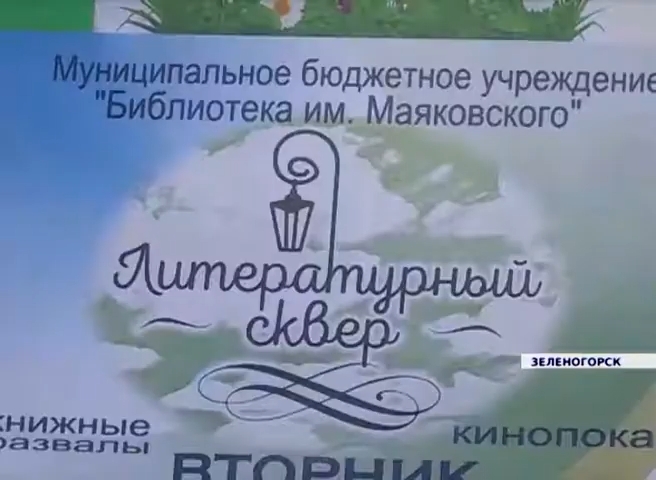 Муниципальное бюджетное учреждение
"Библиотека им. Маяковского"
Литературный
сквер
ЗЕЛЕНОГОРСК
книжные
развалы
кинопока
ВТОРНИК